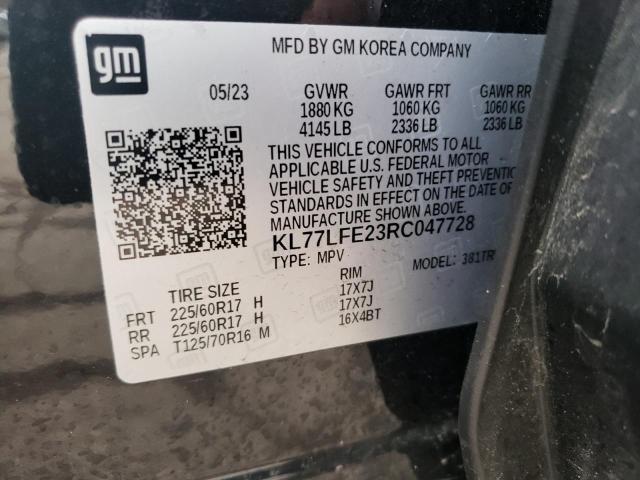 gm
MFD BY GM KOREA COMPANY
05/23 GVWR GAWR FRT GAWR RR
1880 KG 1060 KG 1060 KG
4145 LB 2336 LB 2336 LB
THIS VEHICLE CONFORMS TO ALL
APPLICABLE U.S. FEDERAL MOTOR
VEHICLE SAFETY AND THEFT PREVENTIO
STANDARDS IN EFFECT ON THE DATE OF
MANUFACTURE SHOWN ABOVE.
KL77LFE23RC047728
TYPE: MPV MODEL: 381TR
TIRE SIZE RIM
FRT 225/60R17 H 17X7J
RR 225/60R17 H 17X7J
SPA T125/70R16 M 16X4BT